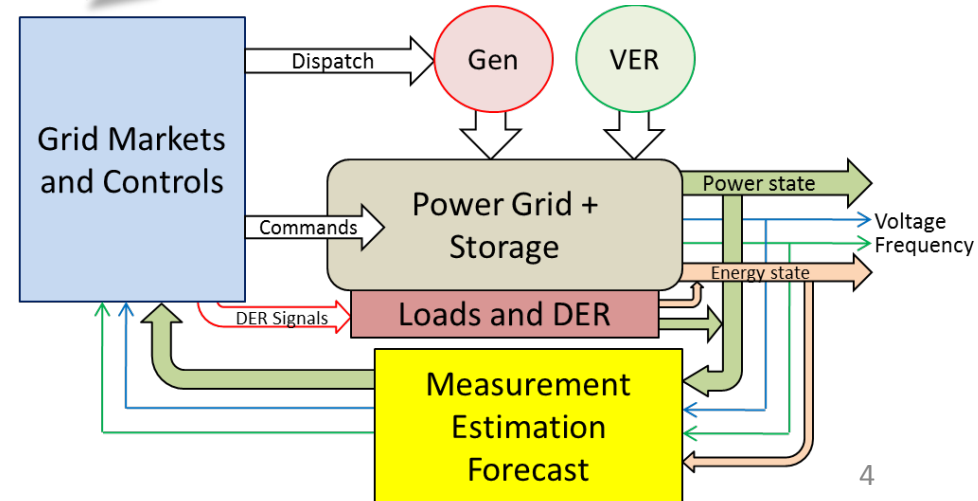 Dispatch
Gen
VER
Grid Markets
and Controls
Power Grid +
Storage
Power state
Commands
Voltage
Frequency
Energy state
DER Signals
Loads and DER
Measurement
Estimation
Forecast
4